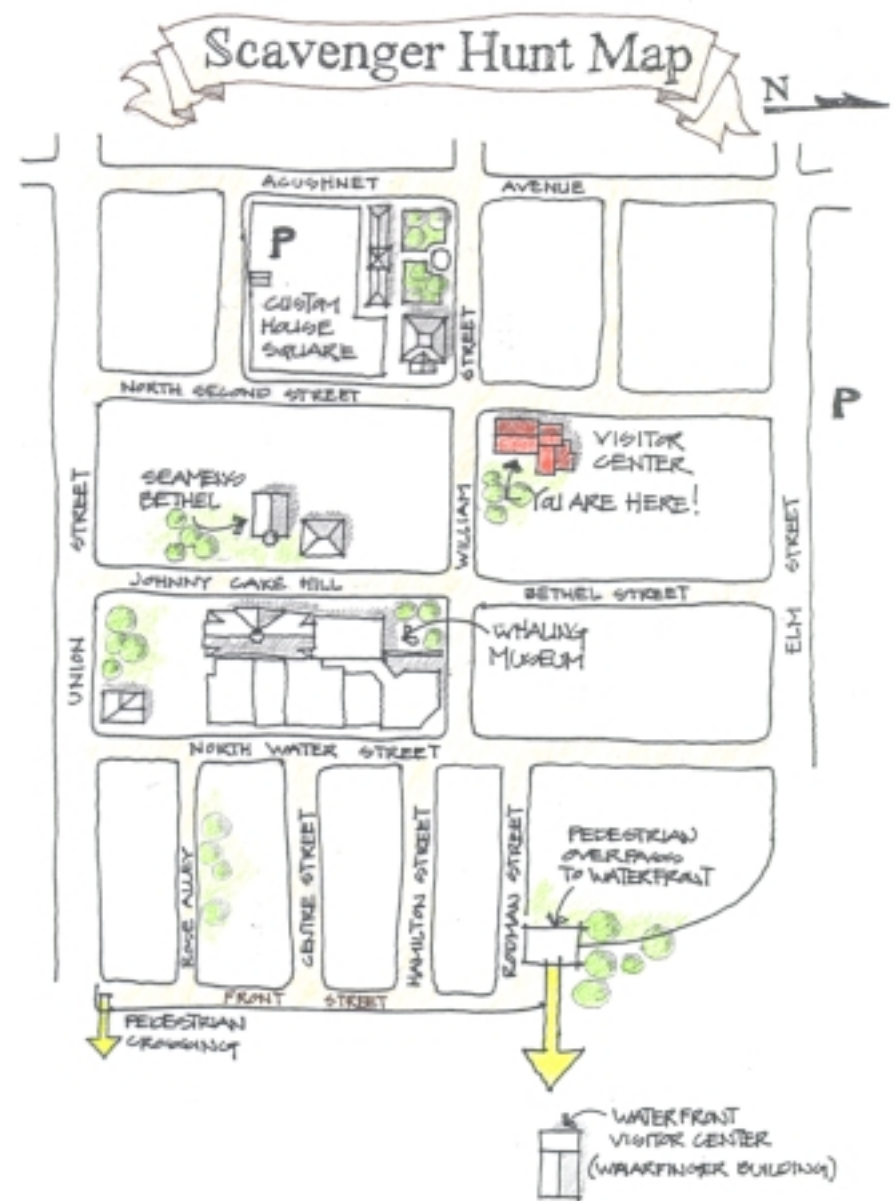 Scavenger Hunt Map
N
ACUSHNET AVENUE
P
CUSTOM
HOUSE
SQUARE
STREET
NORTH SECOND STREET
P
VISITOR
CENTER
YOU ARE HERE!
SEAMEN'S
BETHEL
STREET
WILLIAM
STREET
JOHNNY CAKE HILL
BETHEL STREET
ELM
WHALING
MUSEUM
UNION
NORTH WATER STREET
ROSE ALLEY
CENTRE STREET
HAMILTON STREET
RODMAN STREET
PEDESTRIAN
OVERPASS
TO WATERFRONT
FRONT STREET
PEDESTRIAN
CROSSING
WATERFRONT
VISITOR CENTER
(WHARFINGER BUILDING)